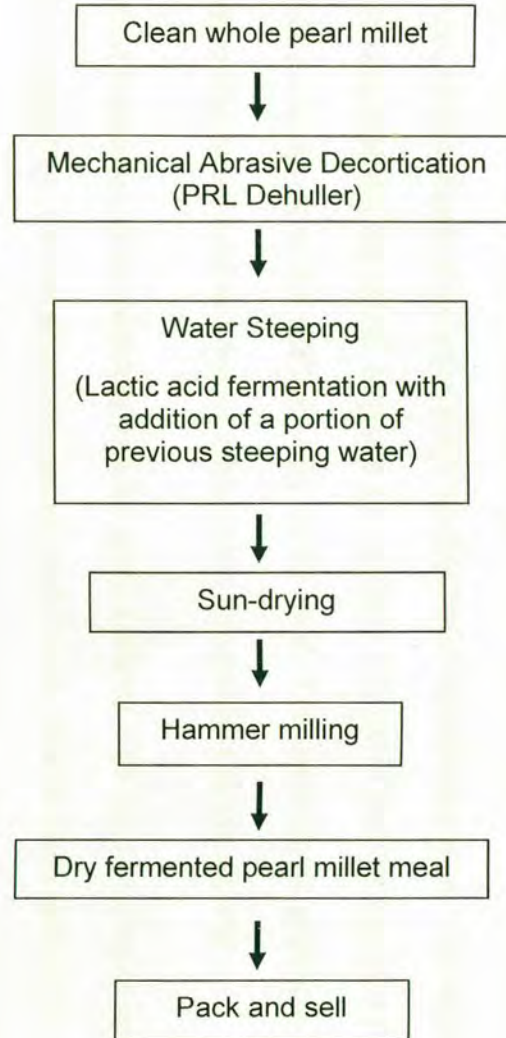 Clean whole pearl millet
Mechanical Abrasive Decortication
(PRL Dehuller)
Water Steeping
(Lactic acid fermentation with
addition of a portion of
previous steeping water)
Sun-drying
Hammer milling
Dry fermented pearl millet meal
Pack and sell